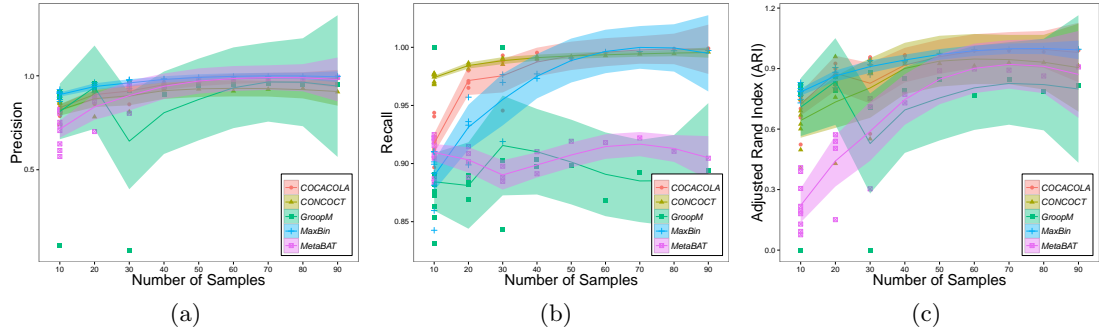 Precision
1.0
0.5
10 20 30 40 50 60 70 80 90
Number of Samples
COCACOLA
CONCOCT
GroopM
MaxBin
MetaBAT
(a)
Recall
1.00
0.95
0.90
0.85
10 20 30 40 50 60 70 80 90
Number of Samples
COCACOLA
CONCOCT
GroopM
MaxBin
MetaBAT
(b)
Adjusted Rand Index (ARI)
1.2
0.9
0.6
0.3
0.0
10 20 30 40 50 60 70 80 90
Number of Samples
COCACOLA
CONCOCT
GroopM
MaxBin
MetaBAT
(c)